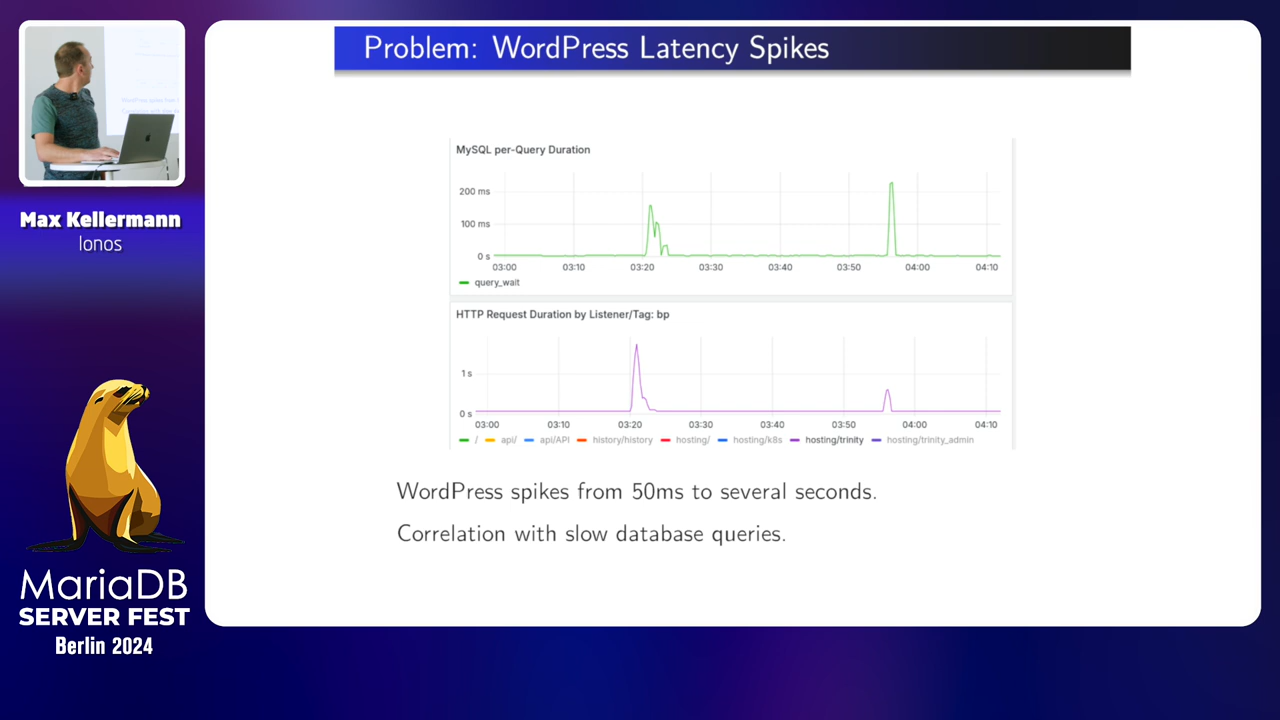 Problem: WordPress Latency Spikes
MySQL per-Query Duration
200 ms
100 ms
0 s
03:00 03:10 03:20 03:30 03:40 03:50 04:00 04:10
query_wait
HTTP Request Duration by Listener/Tag: bp
1 s
0 s
03:00 03:10 03:20 03:30 03:40 03:50 04:00 04:10
/ api/ api/API history/history hosting/ hosting/k8s hosting/trinity hosting/trinity_admin
WordPress spikes from 50ms to several seconds.
Correlation with slow database queries.
Max Kellermann
Ionos
MariaDB
SERVER FEST
Berlin 2024